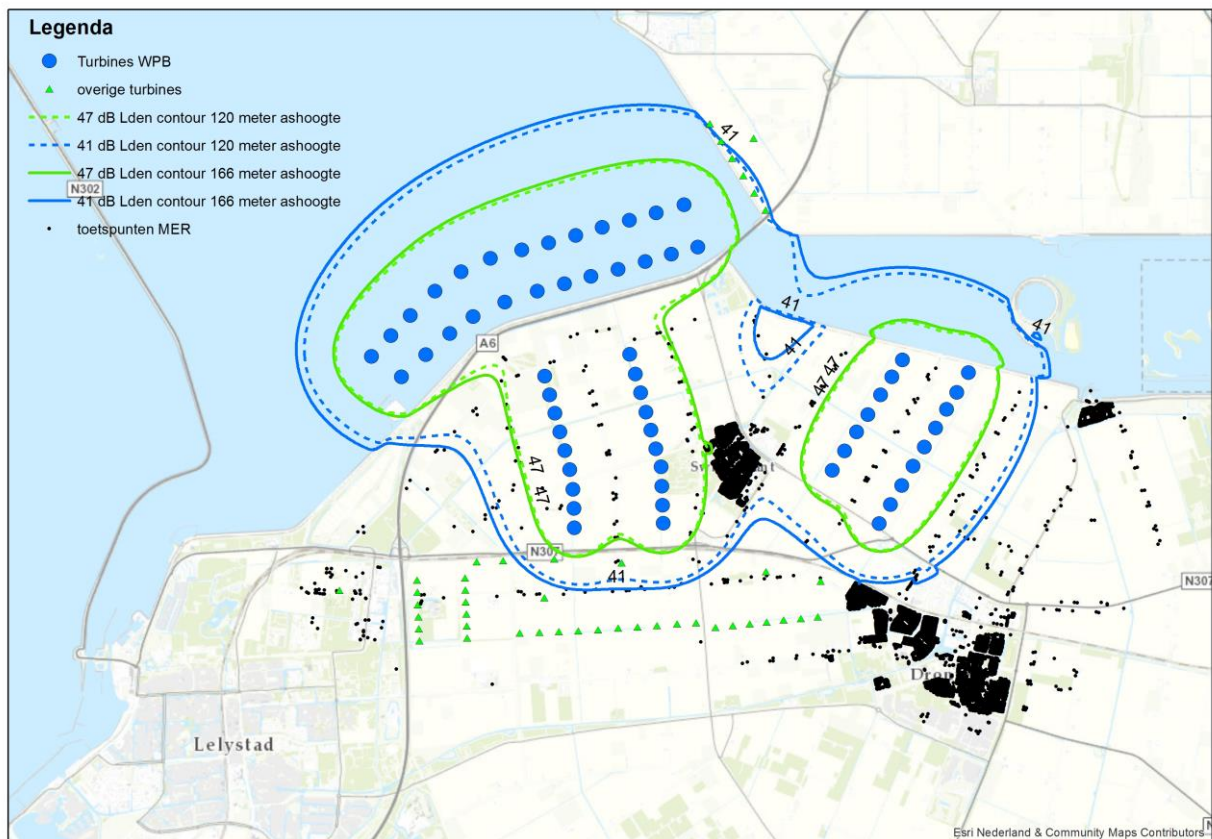 Legenda
Turbines WPB
overige turbines
47 dB Lden contour 120 meter ashoogte
41 dB Lden contour 120 meter ashoogte
47 dB Lden contour 166 meter ashoogte
41 dB Lden contour 166 meter ashoogte
toetspunten MER
N302
41
41
41
41
A6
47
47
47
47
N307
41
N307
Lelystad
Esri Nederland & Community Maps Contributors